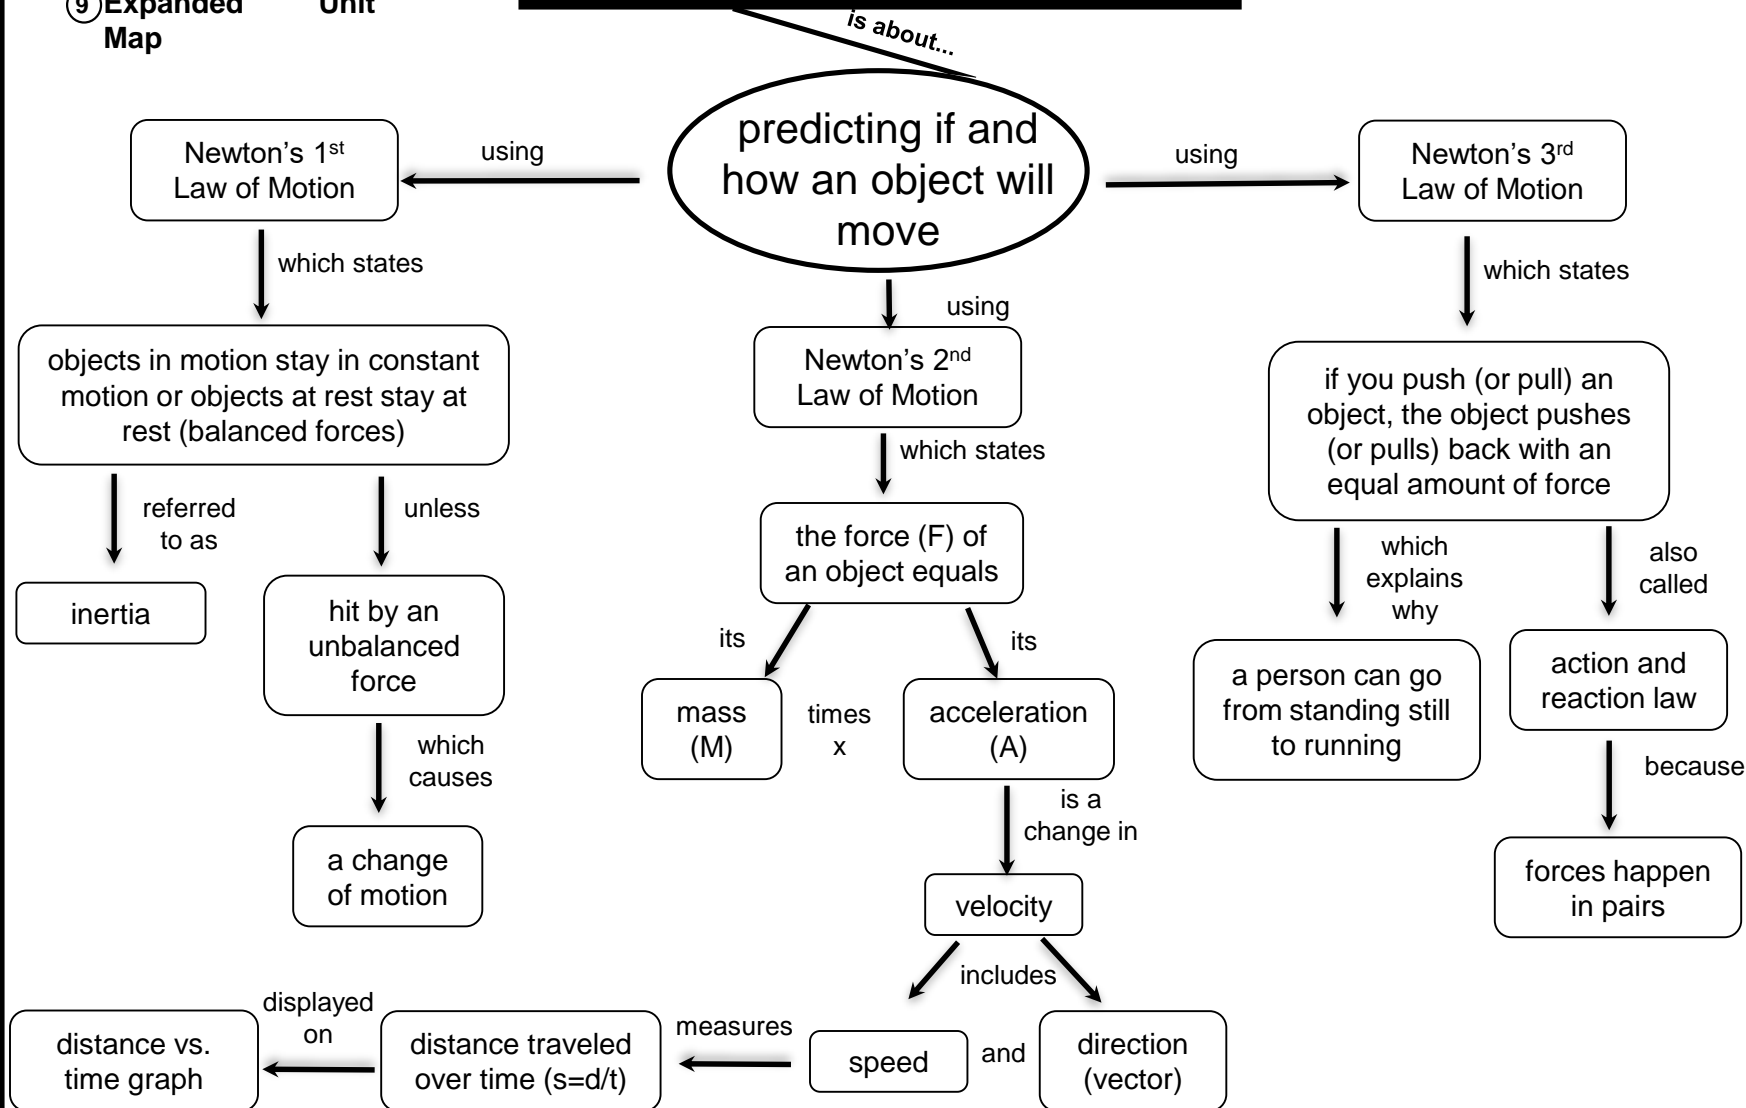 9 Expanded Unit
Map
is about...
predicting if and
how an object will
move
using
Newton's 1st
Law of Motion
which states
objects in motion stay in constant
motion or objects at rest stay at
rest (balanced forces)
referred
to as
inertia
unless
hit by an
unbalanced
force
which
causes
a change
of motion
using
Newton's 2nd
Law of Motion
which states
the force (F) of
an object equals
its
mass
(M)
times
x
its
acceleration
(A)
is a
change in
velocity
includes
speed
and
direction
(vector)
measures
distance traveled
over time (s=d/t)
displayed
on
distance vs.
time graph
using
Newton's 3rd
Law of Motion
which states
if you push (or pull) an
object, the object pushes
(or pulls) back with an
equal amount of force
which
explains
why
a person can go
from standing still
to running
also
called
action and
reaction law
because
forces happen
in pairs